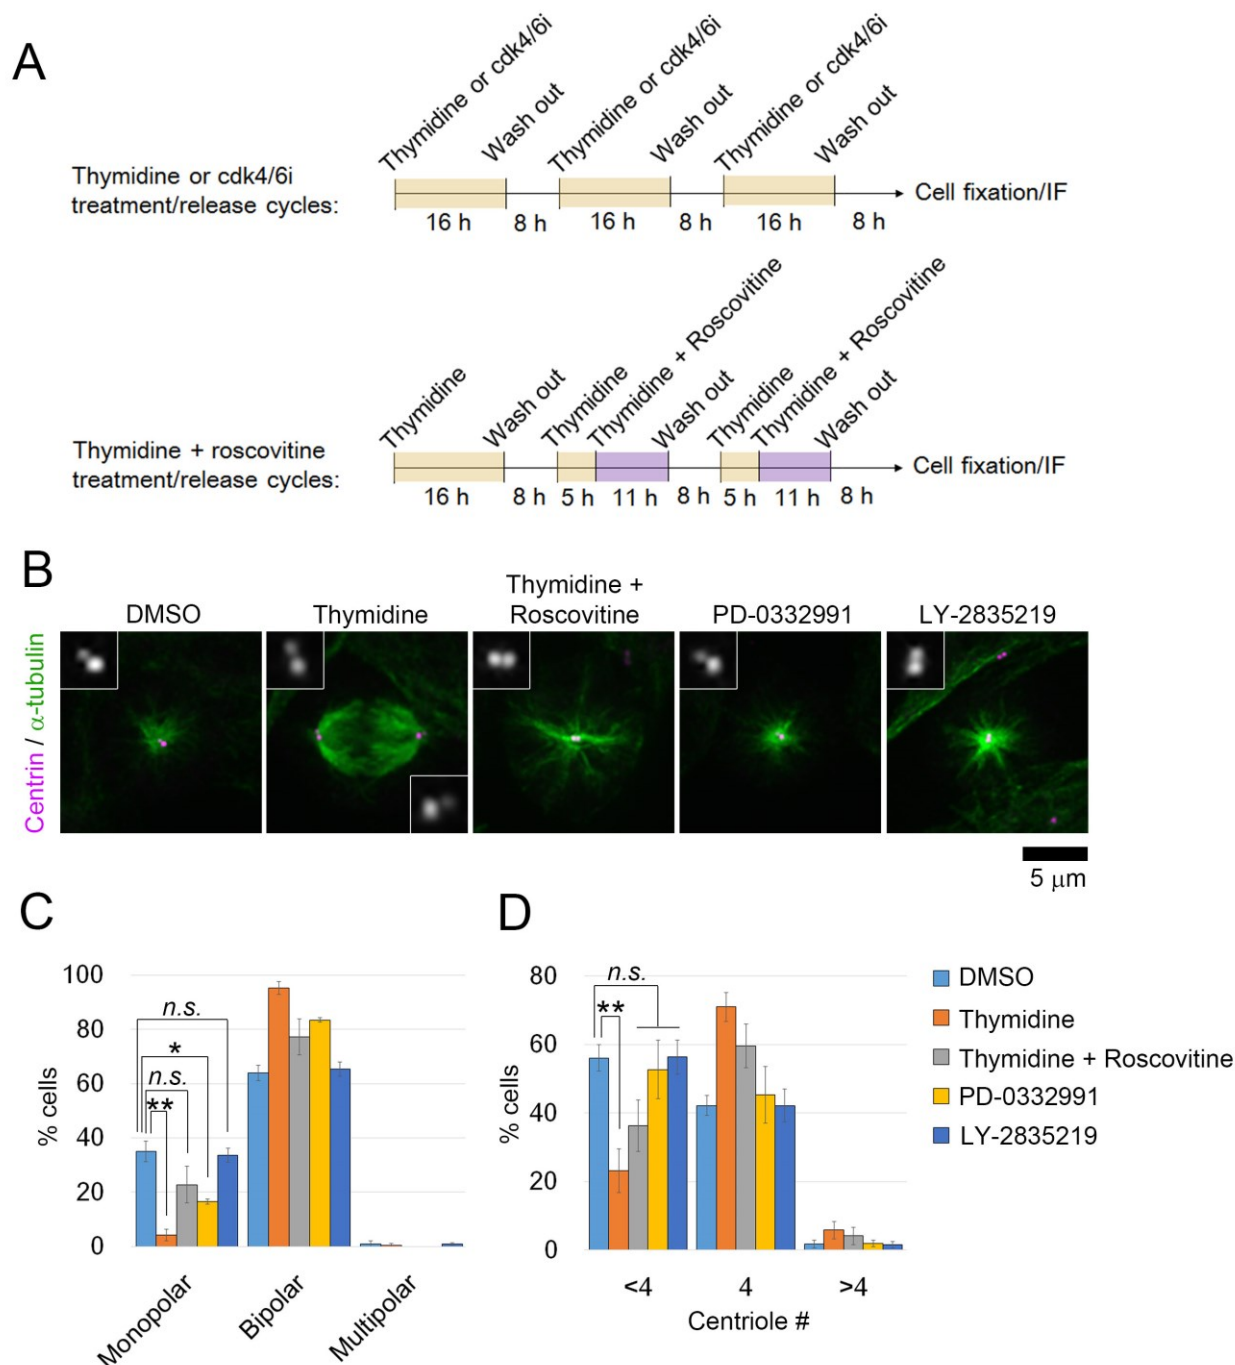 A
Thymidine or cdk4/6i
Wash out
Thymidine or cdk4/6i
Wash out
Thymidine or cdk4/6i
Wash out
Thymidine or cdk4/6i
treatment/release cycles:
16 h
8 h
16 h
8 h
16 h
8 h
Cell fixation/IF
Thymidine
Wash out
Thymidine
Thymidine + Roscovitine
Wash out
Thymidine
Thymidine + Roscovitine
Wash out
Thymidine + roscovitine
treatment/release cycles:
16 h
8 h
5 h
11 h
8 h
5 h
11 h
8 h
Cell fixation/IF
B
Centrin / α-tubulin
DMSO
Thymidine
Thymidine +
Roscovitine
PD-0332991
LY-2835219
5 μm
C
% cells
100
80
60
40
20
0
n.s.
*
n.s.
**
Monopolar
Bipolar
Multipolar
D
% cells
80
60
40
20
0
n.s.
**
<4
4
>4
Centriole #
DMSO
Thymidine
Thymidine + Roscovitine
PD-0332991
LY-2835219